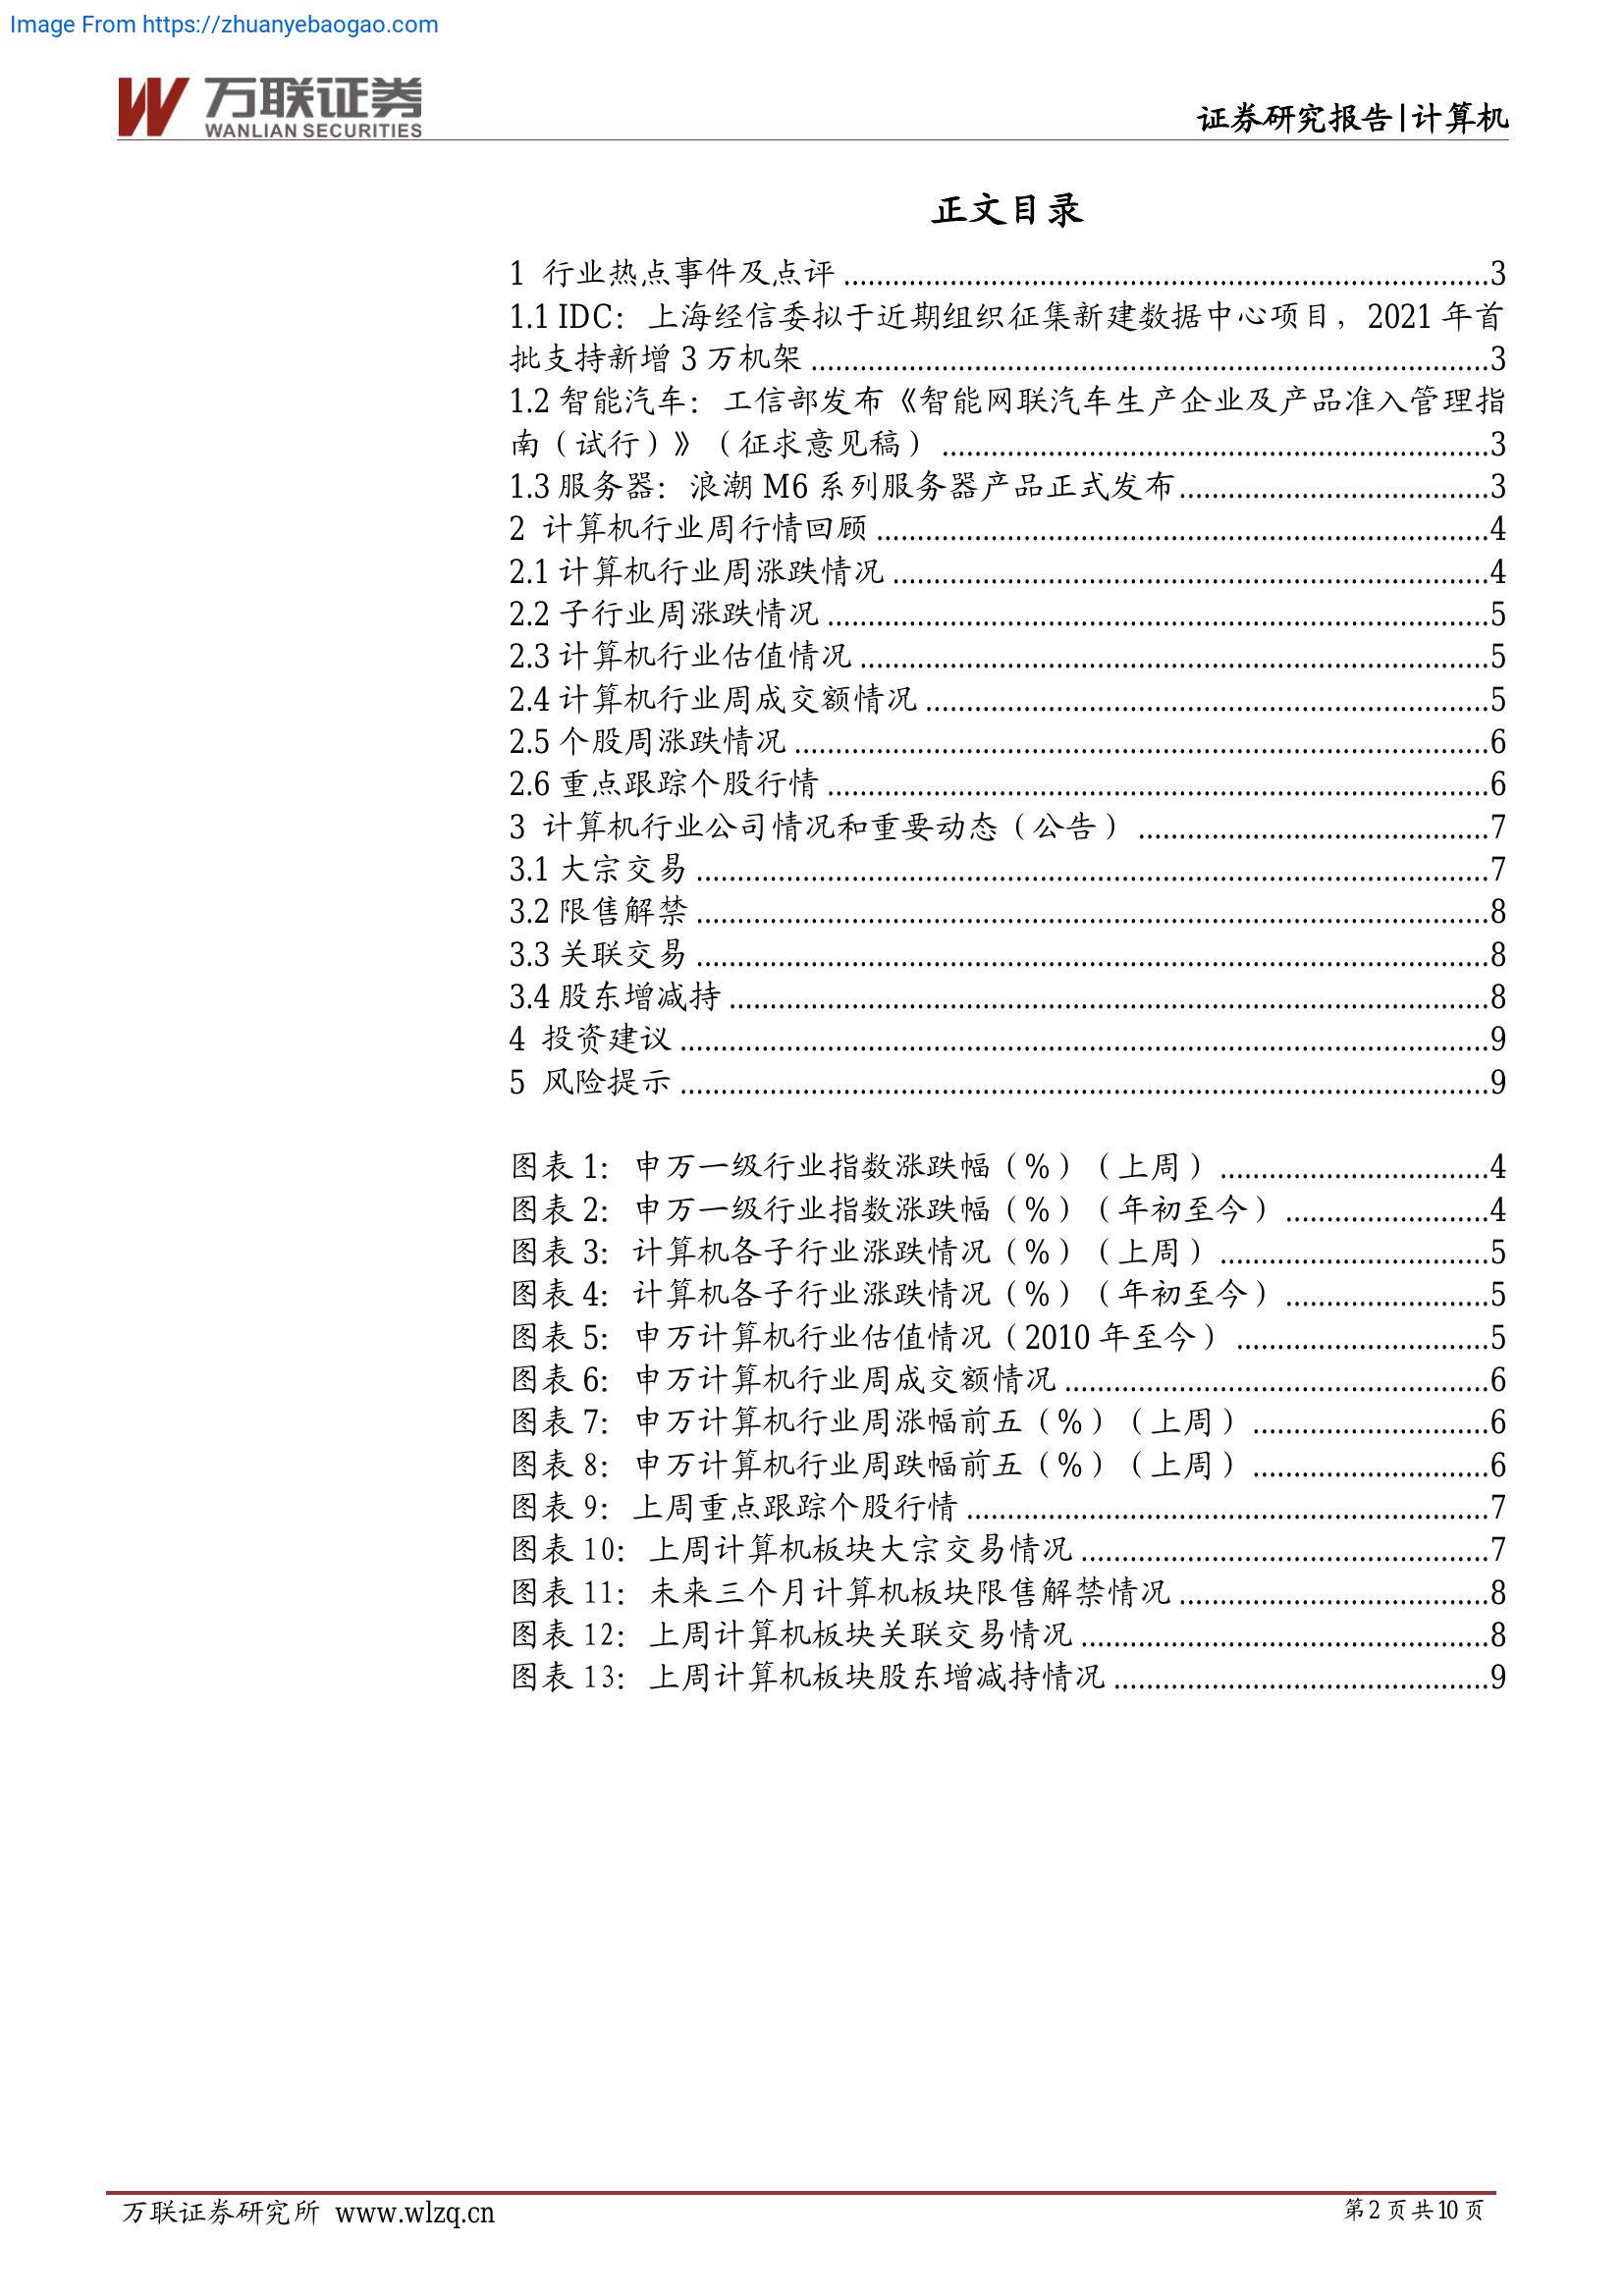 Image From https://zhuanyebaogao.com
万联证券
WANLIAN SECURITIES
证券研究报告|计算机
正文目录
1 行业热点事件及点评................................................................................3
1.1 IDC：上海经信委拟于近期组织征集新建数据中心项目，2021 年首
批支持新增 3 万机架................................................................................3
1.2 智能汽车：工信部发布《智能网联汽车生产企业及产品准入管理指
南（试行）》（征求意见稿）................................................................3
1.3 服务器：浪潮 M6 系列服务器产品正式发布......................................3
2 计算机行业周行情回顾............................................................................4
2.1 计算机行业周涨跌情况.........................................................................4
2.2 子行业周涨跌情况.................................................................................5
2.3 计算机行业估值情况.............................................................................5
2.4 计算机行业周成交额情况.....................................................................5
2.5 个股周涨跌情况.....................................................................................6
2.6 重点跟踪个股行情.................................................................................6
3 计算机行业公司情况和重要动态（公告）...........................................7
3.1 大宗交易.................................................................................................7
3.2 限售解禁.................................................................................................8
3.3 关联交易.................................................................................................8
3.4 股东增减持.............................................................................................8
4 投资建议...................................................................................................9
5 风险提示...................................................................................................9
图表 1：申万一级行业指数涨跌幅（%）（上周）.................................4
图表 2：申万一级行业指数涨跌幅（%）（年初至今）.........................4
图表 3：计算机各子行业涨跌情况（%）（上周）.................................5
图表 4：计算机各子行业涨跌情况（%）（年初至今）.........................5
图表 5：申万计算机行业估值情况（2010 年至今）...............................5
图表 6：申万计算机行业周成交额情况....................................................6
图表 7：申万计算机行业周涨幅前五（%）（上周）.............................6
图表 8：申万计算机行业周跌幅前五（%）（上周）.............................6
图表 9：上周重点跟踪个股行情................................................................7
图表 10：上周计算机板块大宗交易情况..................................................7
图表 11：未来三个月计算机板块限售解禁情况......................................8
图表 12：上周计算机板块关联交易情况..................................................8
图表 13：上周计算机板块股东增减持情况..............................................9
万联证券研究所 www.wlzq.cn
第 2 页 共 10 页